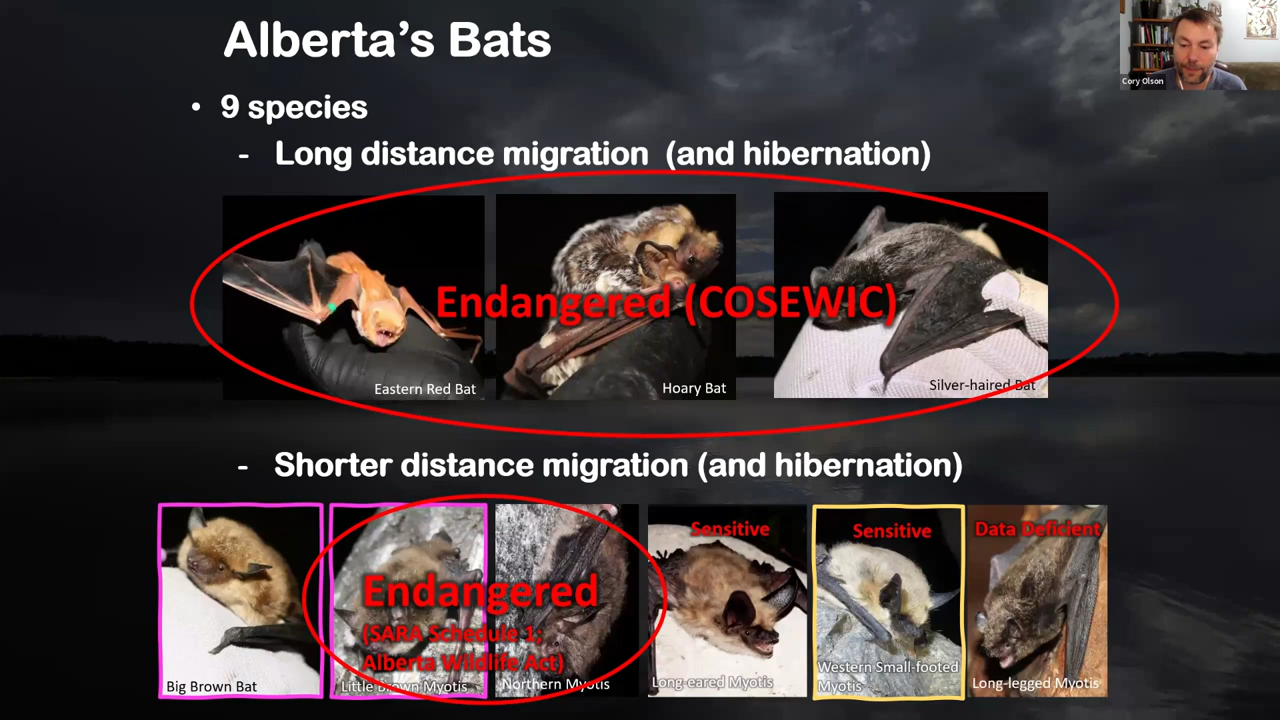 Alberta’s Bats
Cory Olson
• 9 species
- Long distance migration (and hibernation)
Endangered (COSEWIC)
Eastern Red Bat
Hoary Bat
Silver-haired Bat
- Shorter distance migration (and hibernation)
Sensitive
Sensitive
Data Deficient
Endangered
(SARA Schedule 1;
Alberta Wildlife Act)
Big Brown Bat
Little Brown Myotis
Northern Myotis
Long-eared Myotis
Western Small-footed
Myotis
Long-legged Myotis